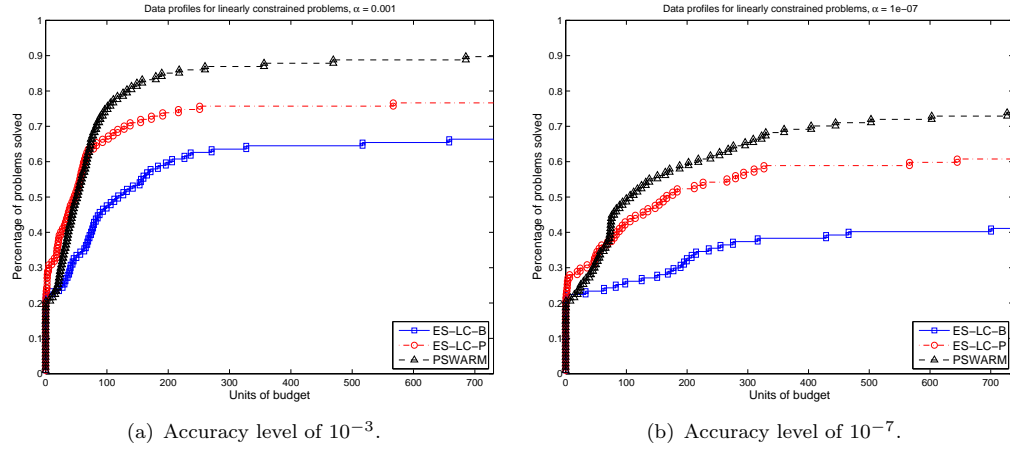 Data profiles for linearly constrained problems, α = 0.001
1
0.9
0.8
0.7
0.6
0.5
0.4
0.3
0.2
0.1
0
Percentage of problems solved
0 100 200 300 400 500 600 700
Units of budget
ES−LC−B
ES−LC−P
PSWARM
(a) Accuracy level of 10⁻³.
Data profiles for linearly constrained problems, α = 1e−07
1
0.9
0.8
0.7
0.6
0.5
0.4
0.3
0.2
0.1
0
Percentage of problems solved
0 100 200 300 400 500 600 700
Units of budget
ES−LC−B
ES−LC−P
PSWARM
(b) Accuracy level of 10⁻⁷.